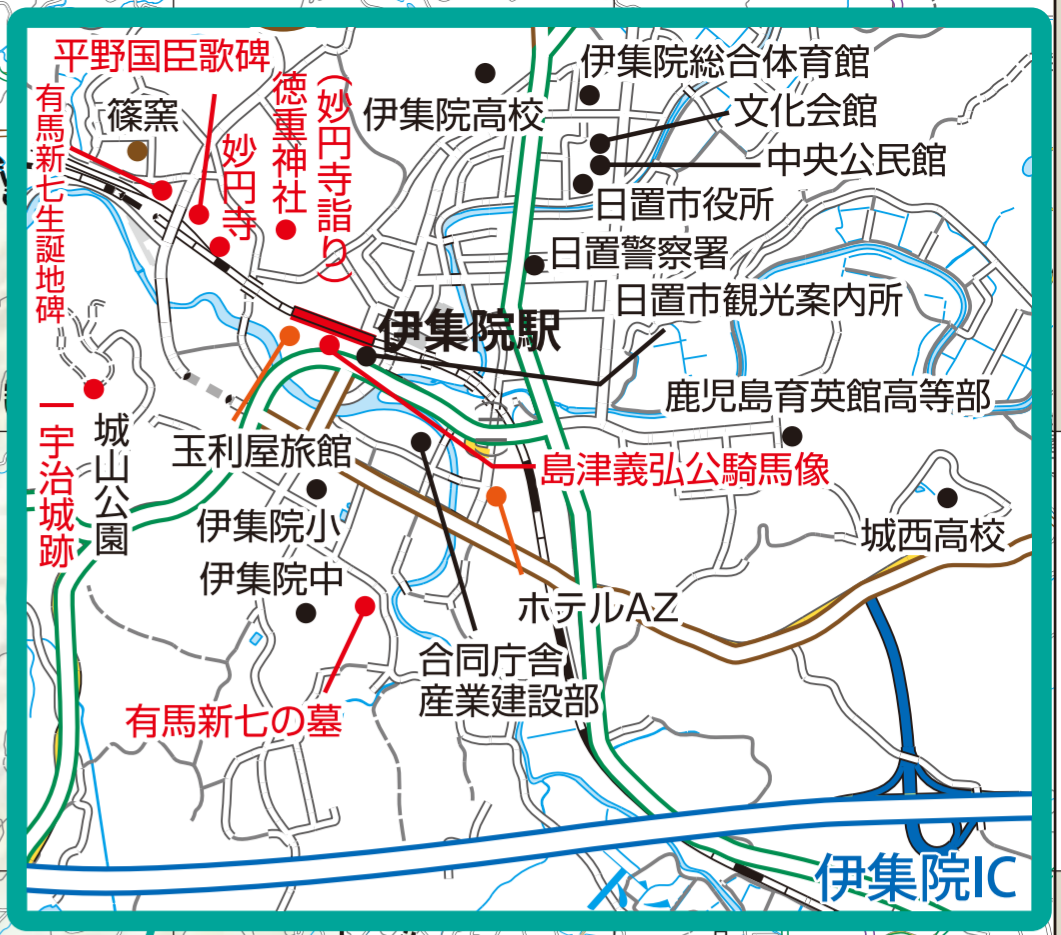 平野国臣歌碑
有馬新七生誕地碑
篠窯
妙円寺
徳重神社
(妙円寺詣り)
伊集院高校
伊集院総合体育館
文化会館
中央公民館
日置市役所
日置警察署
日置市観光案内所
伊集院駅
鹿児島育英館高等部
一宇治城跡
城山公園
玉利屋旅館
島津義弘公騎馬像
伊集院小
城西高校
伊集院中
ホテルAZ
合同庁舎
産業建設部
有馬新七の墓
伊集院IC